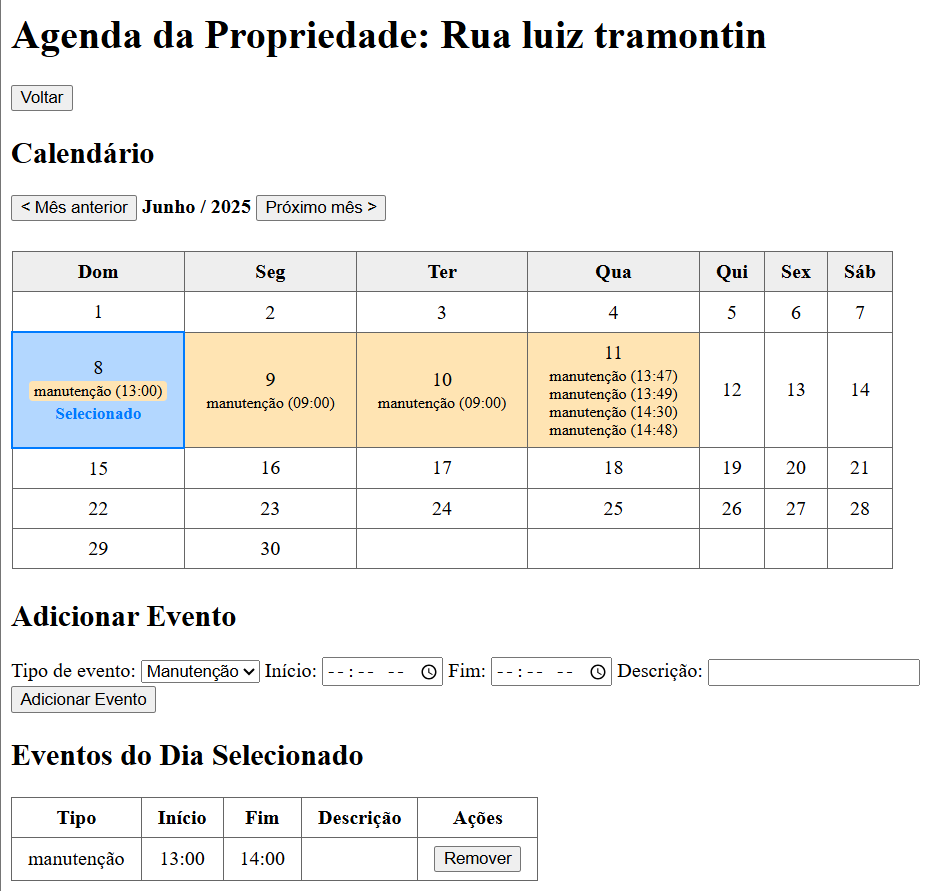 Agenda da Propriedade: Rua luiz tramontin
Voltar
Calendário
< Mês anterior Junho / 2025 Próximo mês >
Dom Seg Ter Qua Qui Sex Sáb
1 2 3 4 5 6 7
8 9 10 11 12 13 14
manutenção (13:00)
Selecionado
manutenção (09:00)
manutenção (09:00)
manutenção (13:47)
manutenção (13:49)
manutenção (14:30)
manutenção (14:48)
15 16 17 18 19 20 21
22 23 24 25 26 27 28
29 30
Adicionar Evento
Tipo de evento: Manutenção Início: --:-- -- Fim: --:-- -- Descrição:
Adicionar Evento
Eventos do Dia Selecionado
Tipo Início Fim Descrição Ações
manutenção 13:00 14:00 Remover